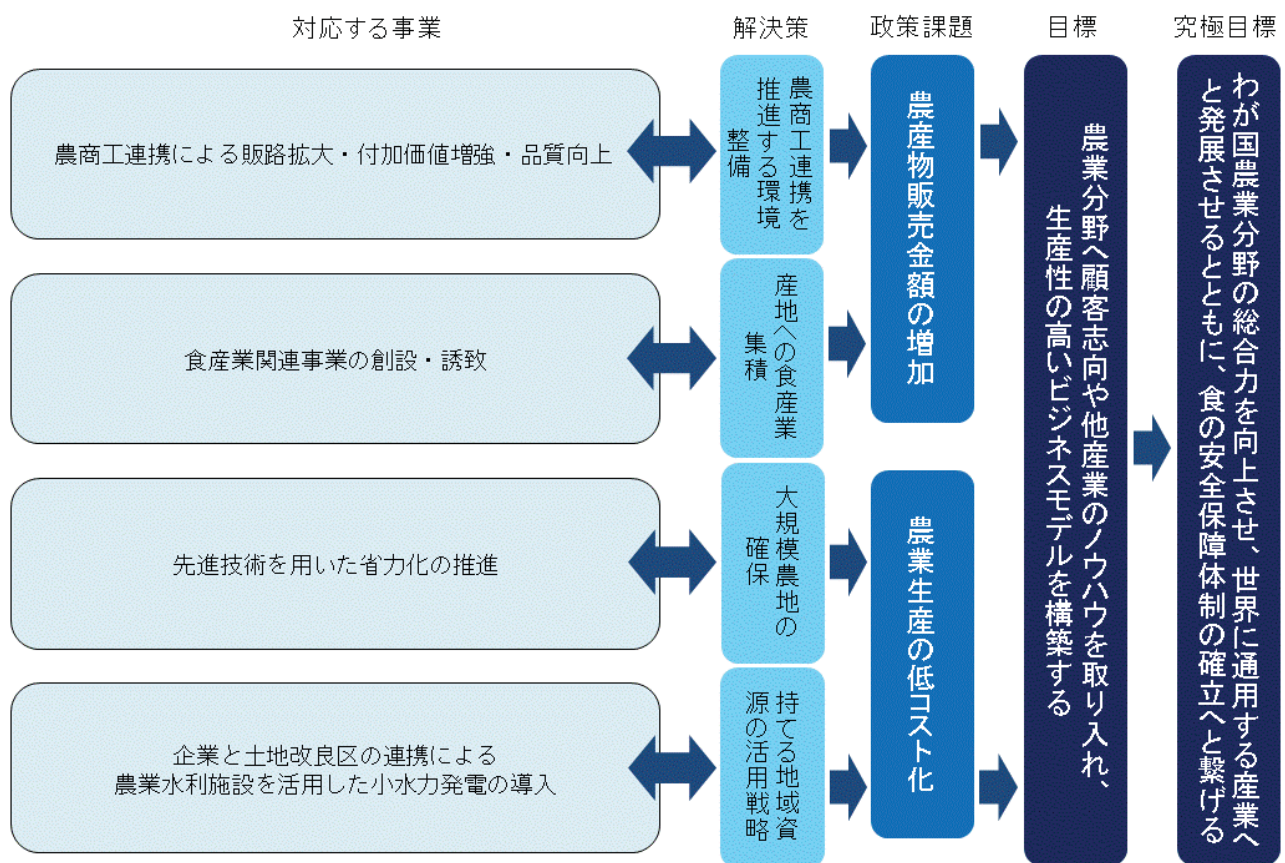 対応する事業
解決策
政策課題
目標
究極目標
農商工連携による販路拡大・付加価値増強・品質向上
食産業関連事業の創設・誘致
先進技術を用いた省力化の推進
企業と土地改良区の連携による
農業水利施設を活用した小水力発電の導入
農商工連携を
推進する環境
整備
産地への食産業
集積
大規模農地の
確保
持てる地域資
源の活用戦略
農産物販売金額の増加
農業生産の低コスト化
農業分野へ顧客志向や他産業のノウハウを取り入れ、
生産性の高いビジネスモデルを構築する
わが国農業分野の総合力を向上させ、世界に通用する産業へ
と発展させるとともに、食の安全保障体制の確立へと繋げる